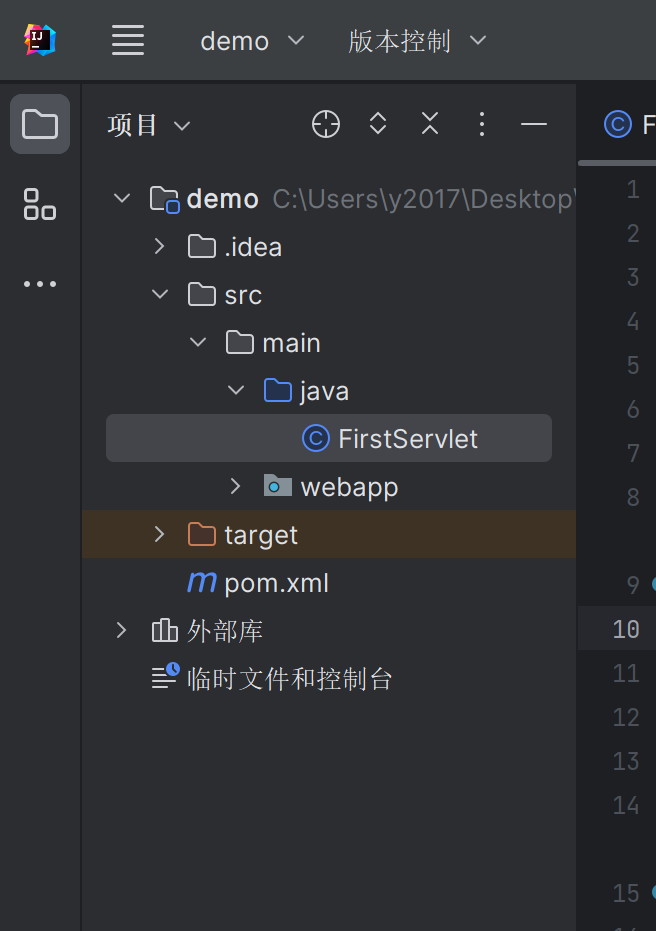 IJ
demo 版本控制
项目
F
demo C:\Users\y2017\Desktop\
.idea
src
main
java
C FirstServlet
webapp
target
m pom.xml
外部库
临时文件和控制台
1
2
3
4
5
6
7
8
9
10
11
12
13
14
15